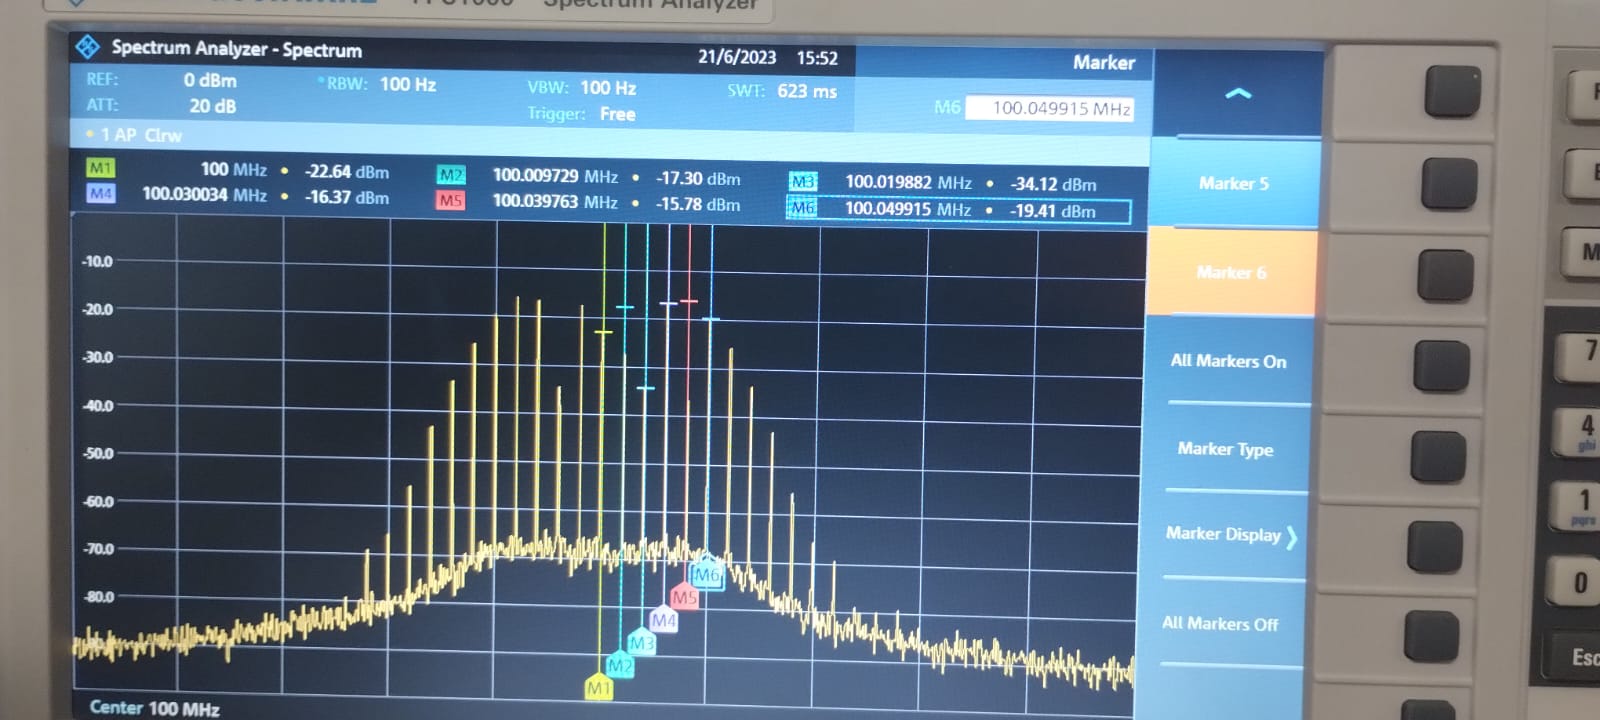 FPC1000 Spectrum Analyzer
Spectrum Analyzer - Spectrum 21/6/2023 15:52 Marker
REF: 0 dBm RBW: 100 Hz VBW: 100 Hz SWT: 623 ms
ATT: 20 dB Trigger: Free M6 100.049915 MHz
1 AP Clrw
M1 100 MHz • -22.64 dBm M2 100.009729 MHz • -17.30 dBm M3 100.019882 MHz • -34.12 dBm
M4 100.030034 MHz • -16.37 dBm M5 100.039763 MHz • -15.78 dBm M6 100.049915 MHz • -19.41 dBm
-10.0
-20.0
-30.0
-40.0
-50.0
-60.0
-70.0
-80.0
M6
M5
M4
M3
M2
M1
Center 100 MHz
Marker 5
Marker 6
All Markers On
Marker Type
Marker Display
All Markers Off
M
7
4
ghi
1
pqrs
0
Esc